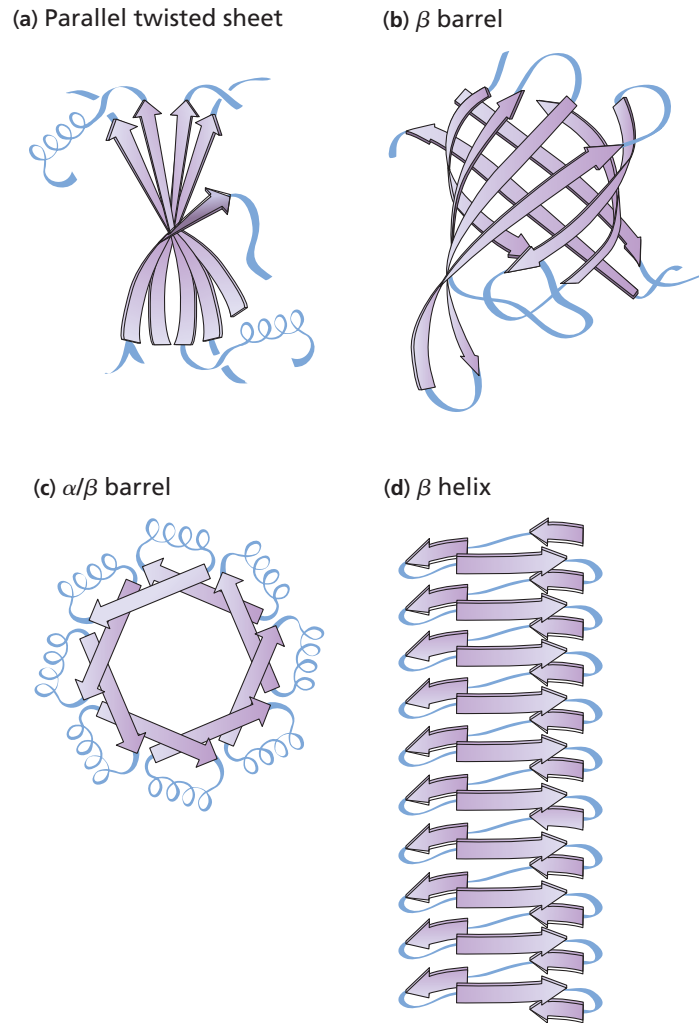 (a) Parallel twisted sheet
(b) β barrel
(c) α/β barrel
(d) β helix